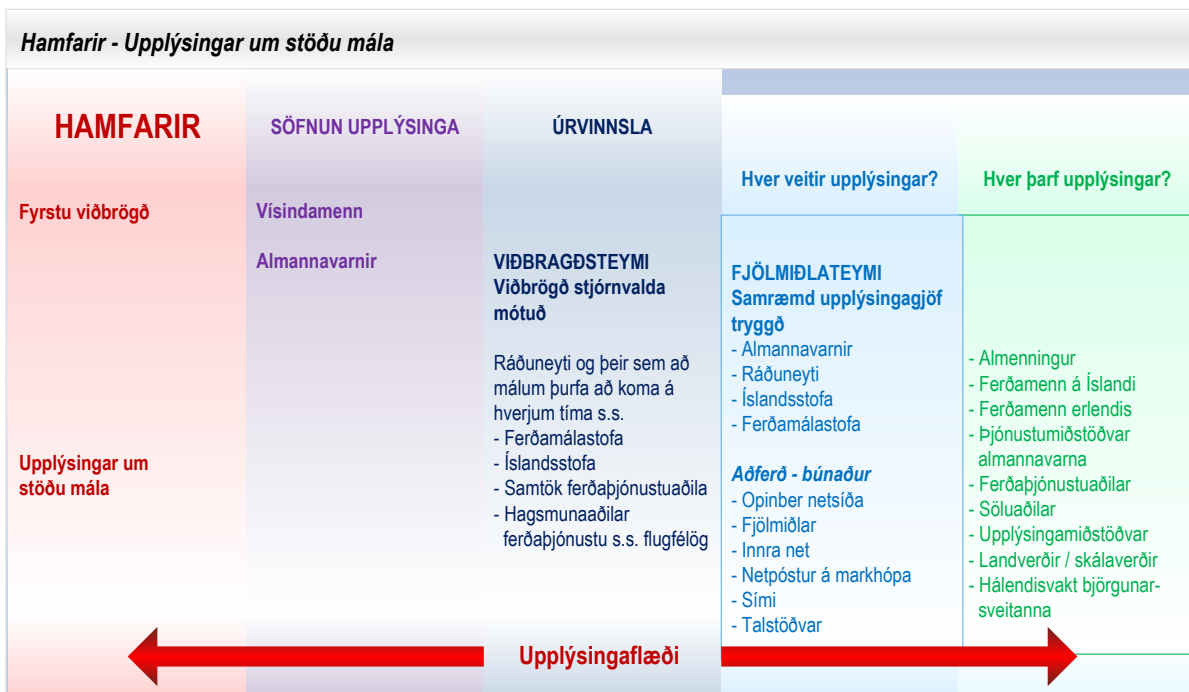 Hamfarir - Upplýsingar um stöðu mála
HAMFARIR
Fyrstu viðbrögð
Upplýsingar um
stöðu mála
SÖFNUN UPPLÝSINGA
Vísindamenn
Almannavarnir
ÚRVINNSLA
VIÐBRAGÐSTEYMI
Viðbrögð stjórnvalda
mótuð
Ráðuneyti og þeir sem að
málum þurfa að koma á
hverjum tíma s.s.
- Ferðamálastofa
- Íslandsstofa
- Samtök ferðaþjónustuaðila
- Hagsmunaaðilar
ferðaþjónustu s.s. flugfélög
Hver veitir upplýsingar?
FJÖLMIÐLATEYMI
Samræmd upplýsingagjöf
tryggð
- Almannavarnir
- Ráðuneyti
- Íslandsstofa
- Ferðamálastofa
Aðferð - búnaður
- Opinber netsíða
- Fjölmiðlar
- Innra net
- Netpóstur á markhópa
- Sími
- Talstöðvar
Hver þarf upplýsingar?
- Almenningur
- Ferðamenn á Íslandi
- Ferðamenn erlendis
- Þjónustumiðstöðvar
almannavarna
- Ferðaþjónustuaðilar
- Söluaðilar
- Upplýsingamiðstöðvar
- Landverðir / skálaverðir
- Hálendisvakt björgunar-
sveitanna
Upplýsingaflæði